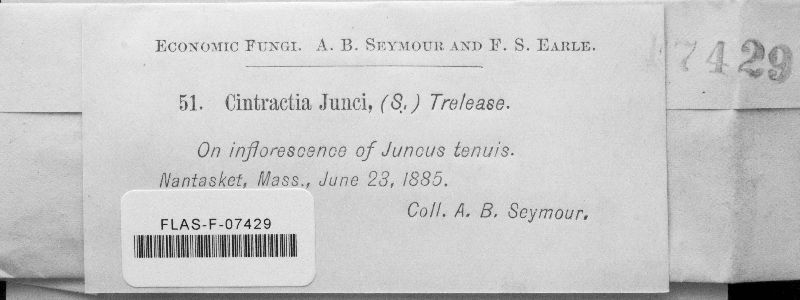 ECONOMIC FUNGI. A. B. SEYMOUR AND F. S. EARLE.
7429
51. Cintractia Junci, (S.) Trelease.
On inflorescence of Juncus tenuis.
Nantasket, Mass., June 23, 1885.
Coll. A. B. Seymour.
FLAS-F-07429